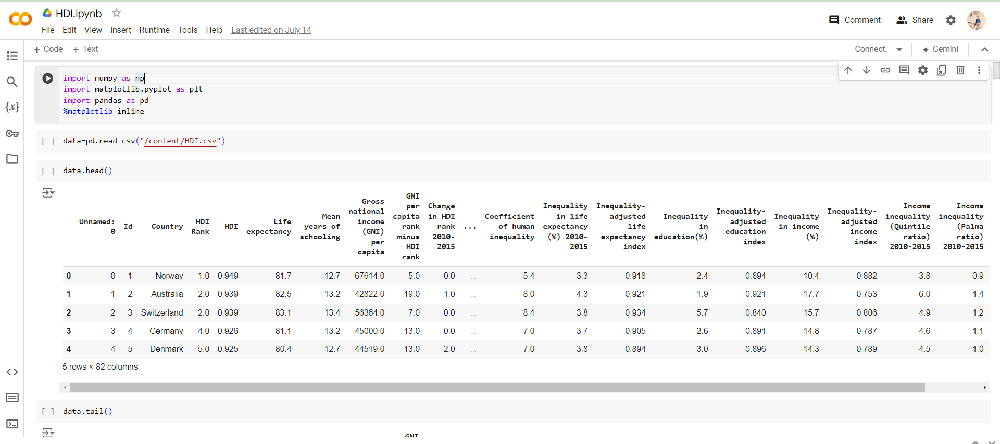 HDI.ipynb
File Edit View Insert Runtime Tools Help Last edited on July 14
Comment Share
+ Code + Text
Connect Gemini
import numpy as np
import matplotlib.pyplot as plt
import pandas as pd
%matplotlib inline
{x}
[ ] data=pd.read_csv("/content/HDI.csv")
[ ] data.head()
Unnamed: 0 Id Country HDI Rank HDI Life expectancy Mean years of schooling Gross national income (GNI) per capita GNI per capita rank minus HDI rank Change in HDI rank 2010-2015 ... Coefficient of human inequality Inequality in life expectancy (%) 2010-2015 Inequality-adjusted life expectancy index Inequality in education(%) Inequality-adjusted education index Inequality in income (%) Inequality-adjusted income index Income inequality (Quintile ratio) 2010-2015 Income inequality (Palma ratio) 2010-2015
0 0 1 Norway 1.0 0.949 81.7 12.7 67614.0 5.0 0.0 ... 5.4 3.3 0.918 2.4 0.894 10.4 0.882 3.8 0.9
1 1 2 Australia 2.0 0.939 82.5 13.2 42822.0 19.0 1.0 ... 8.0 4.3 0.921 1.9 0.921 17.7 0.753 6.0 1.4
2 2 3 Switzerland 2.0 0.939 83.1 13.4 56364.0 7.0 0.0 ... 8.4 3.8 0.934 5.7 0.840 15.7 0.806 4.9 1.2
3 3 4 Germany 4.0 0.926 81.1 13.2 45000.0 13.0 0.0 ... 7.0 3.7 0.905 2.6 0.891 14.8 0.787 4.6 1.1
4 4 5 Denmark 5.0 0.925 80.4 12.7 44519.0 13.0 2.0 ... 7.0 3.8 0.894 3.0 0.896 14.3 0.789 4.5 1.0
5 rows × 82 columns
[ ] data.tail()
GNI